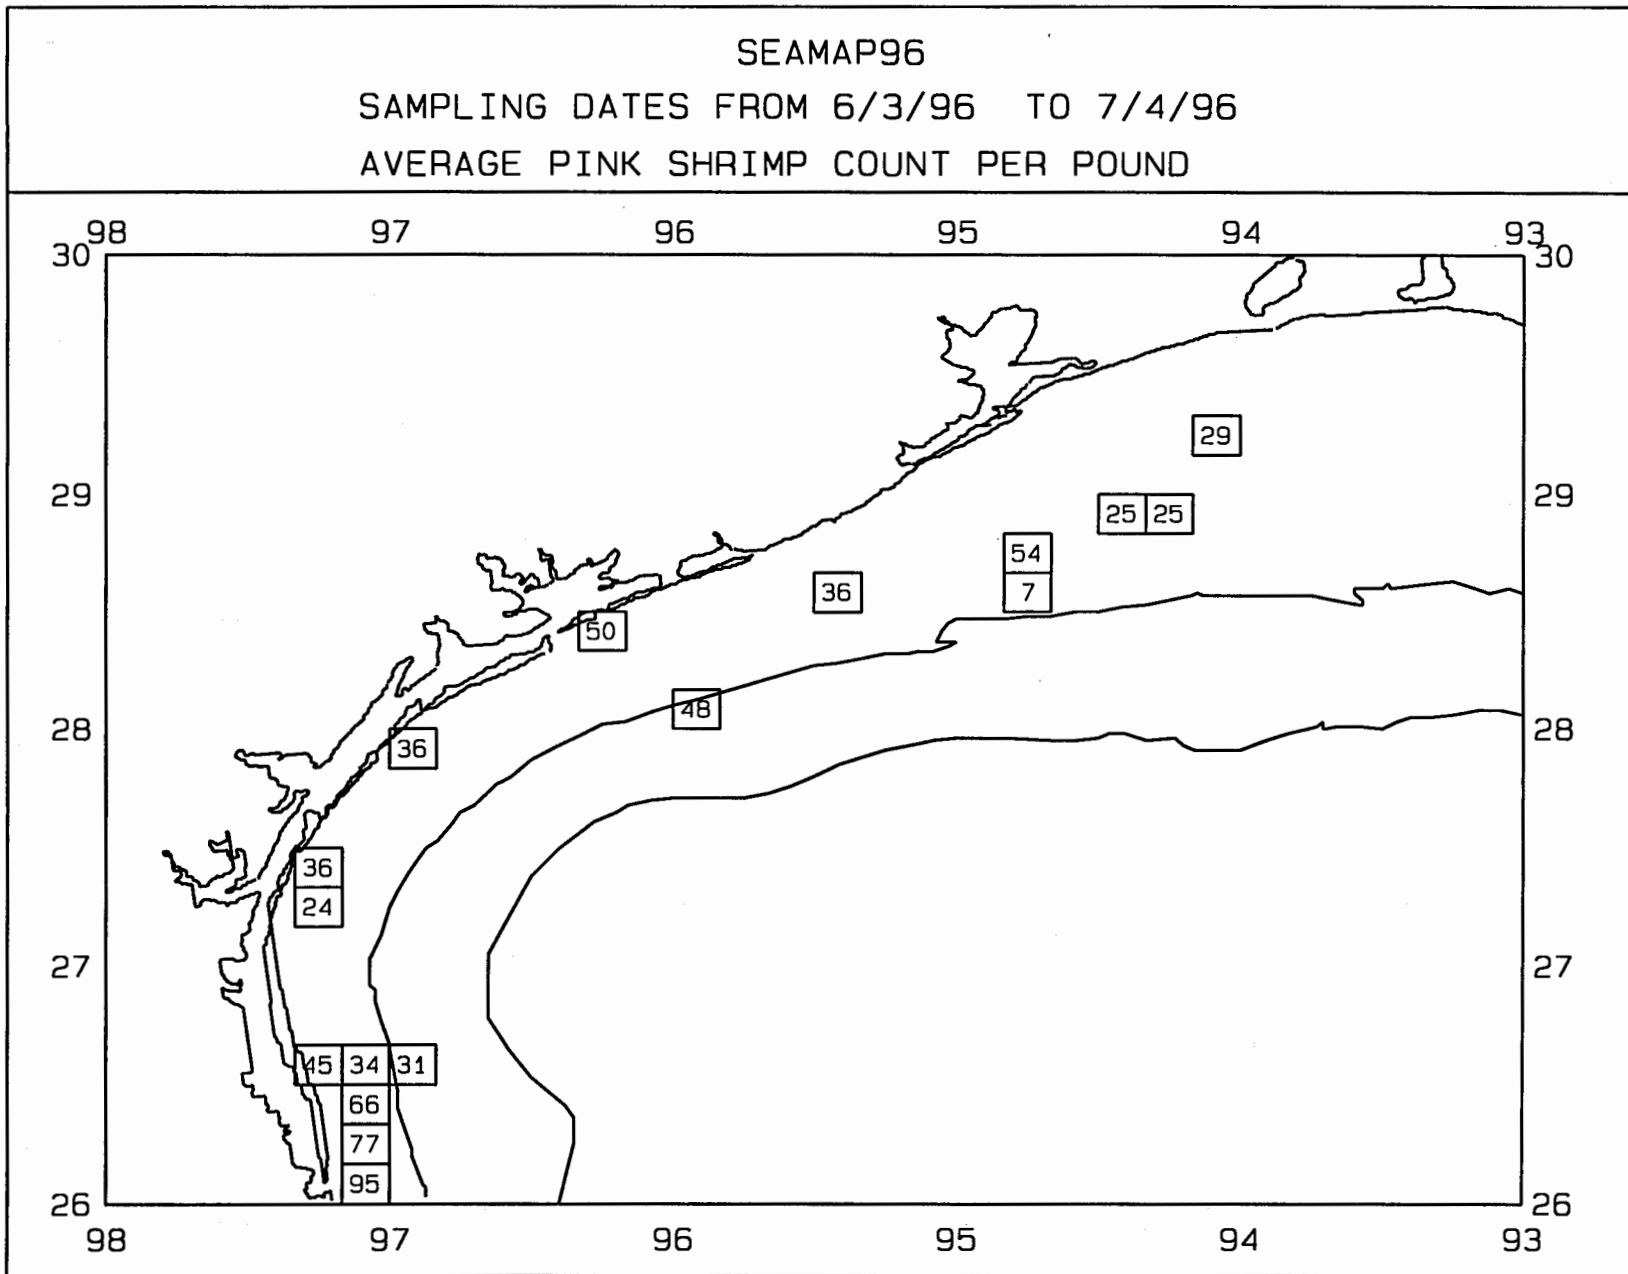 SEAMAP96
SAMPLING DATES FROM 6/3/96 TO 7/4/96
AVERAGE PINK SHRIMP COUNT PER POUND
98 97 96 95 94 93
30 30
29
29 29
25 25
54
36 7
50
48
28 28
36
36
24
27 27
45 34 31
66
77
95
26 26
98 97 96 95 94 93